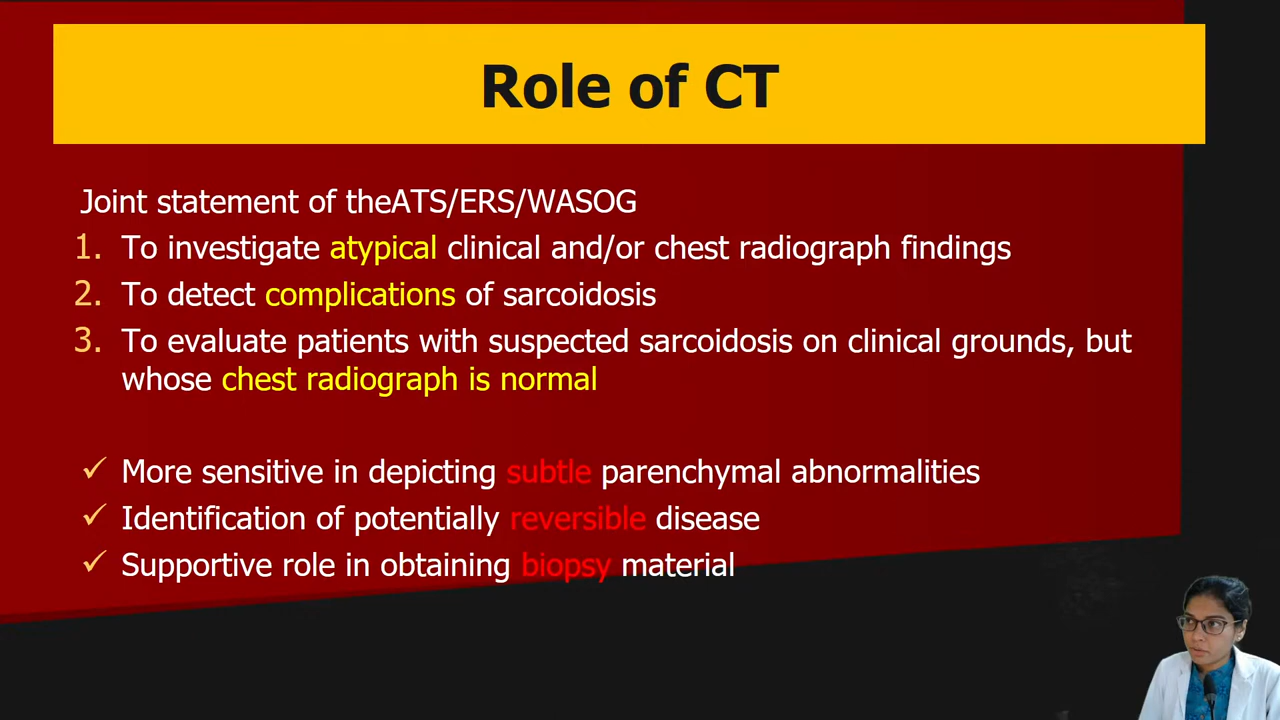 Role of CT
Joint statement of theATS/ERS/WASOG
1. To investigate atypical clinical and/or chest radiograph findings
2. To detect complications of sarcoidosis
3. To evaluate patients with suspected sarcoidosis on clinical grounds, but
whose chest radiograph is normal
✓ More sensitive in depicting subtle parenchymal abnormalities
✓ Identification of potentially reversible disease
✓ Supportive role in obtaining biopsy material